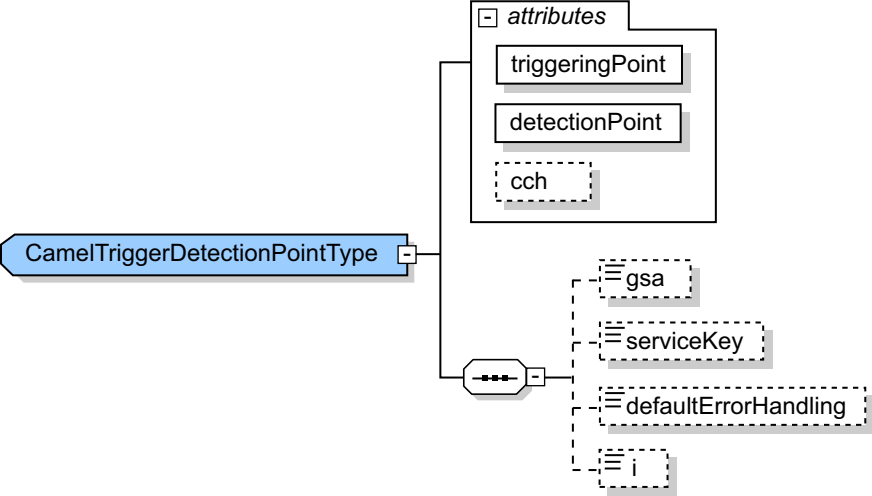 attributes
triggeringPoint
detectionPoint
cch
CamelTriggerDetectionPointType
gsa
serviceKey
defaultErrorHandling
i